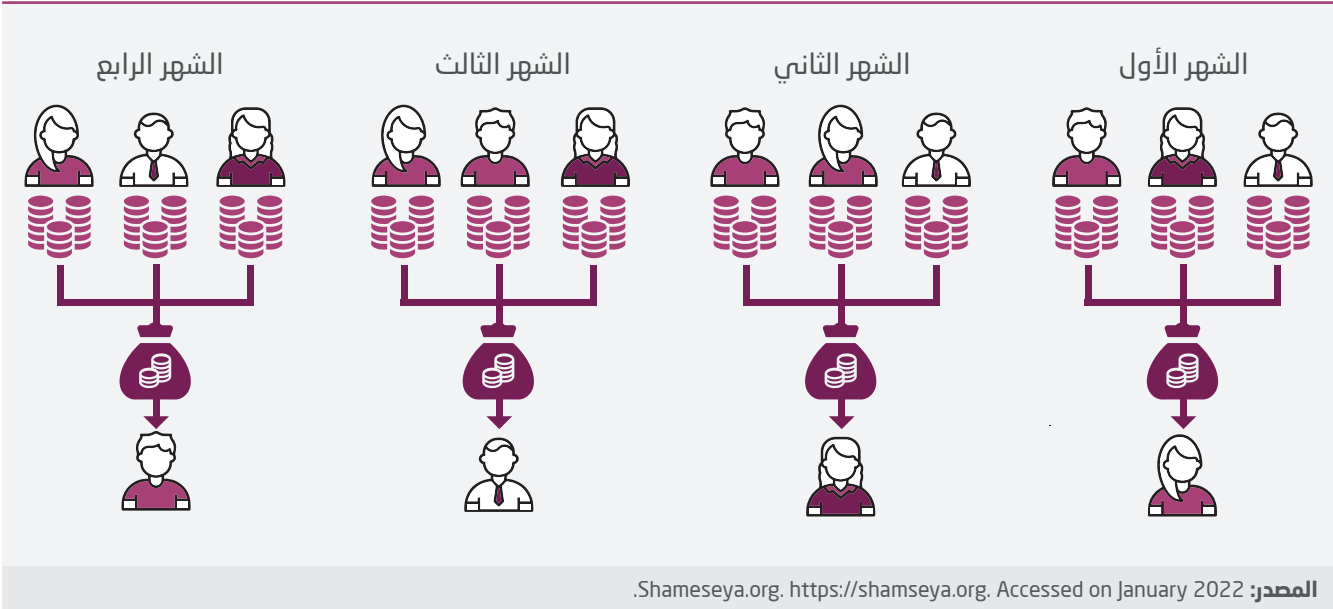 الشهر الأول
الشهر الثاني
الشهر الثالث
الشهر الرابع
المصدر: Shameseya.org. https://shamseya.org. Accessed on January 2022.